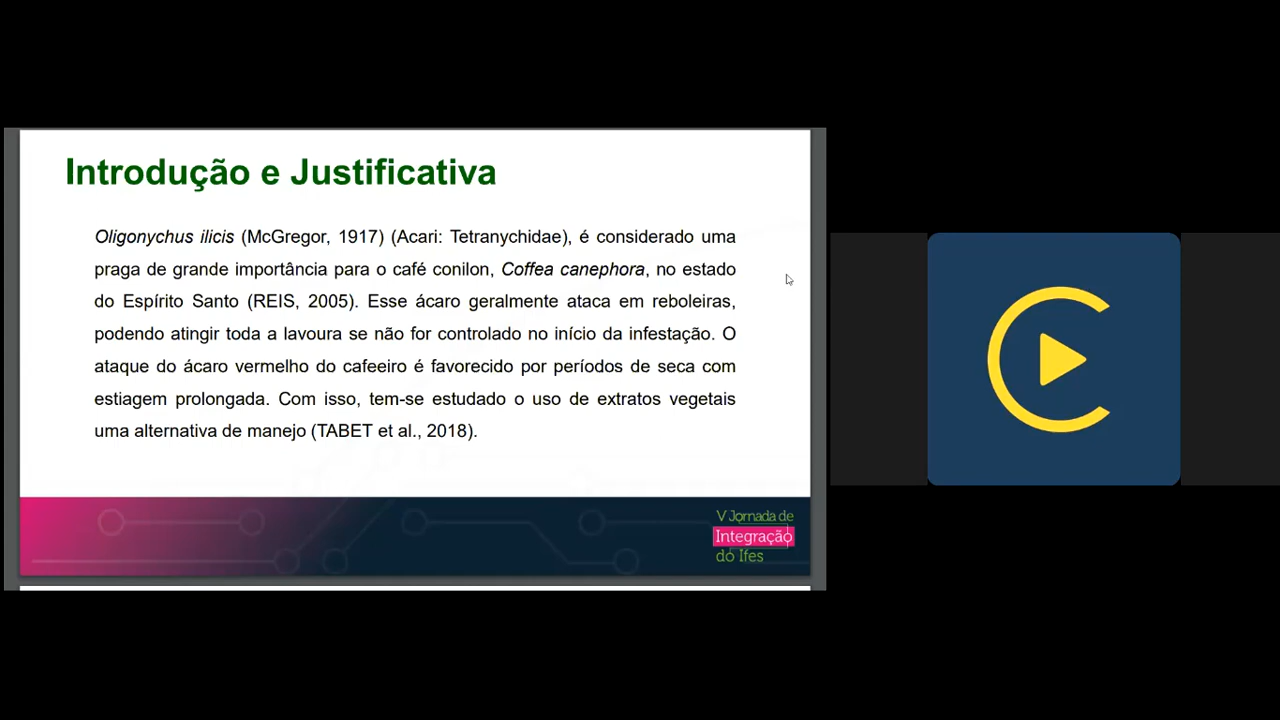 Introdução e Justificativa
Oligonychus ilicis (McGregor, 1917) (Acari: Tetranychidae), é considerado uma
praga de grande importância para o café conilon, Coffea canephora, no estado
do Espírito Santo (REIS, 2005). Esse ácaro geralmente ataca em reboleiras,
podendo atingir toda a lavoura se não for controlado no início da infestação. O
ataque do ácaro vermelho do cafeeiro é favorecido por períodos de seca com
estiagem prolongada. Com isso, tem-se estudado o uso de extratos vegetais
uma alternativa de manejo (TABET et al., 2018).
V Jornada de
Integração
do Ifes